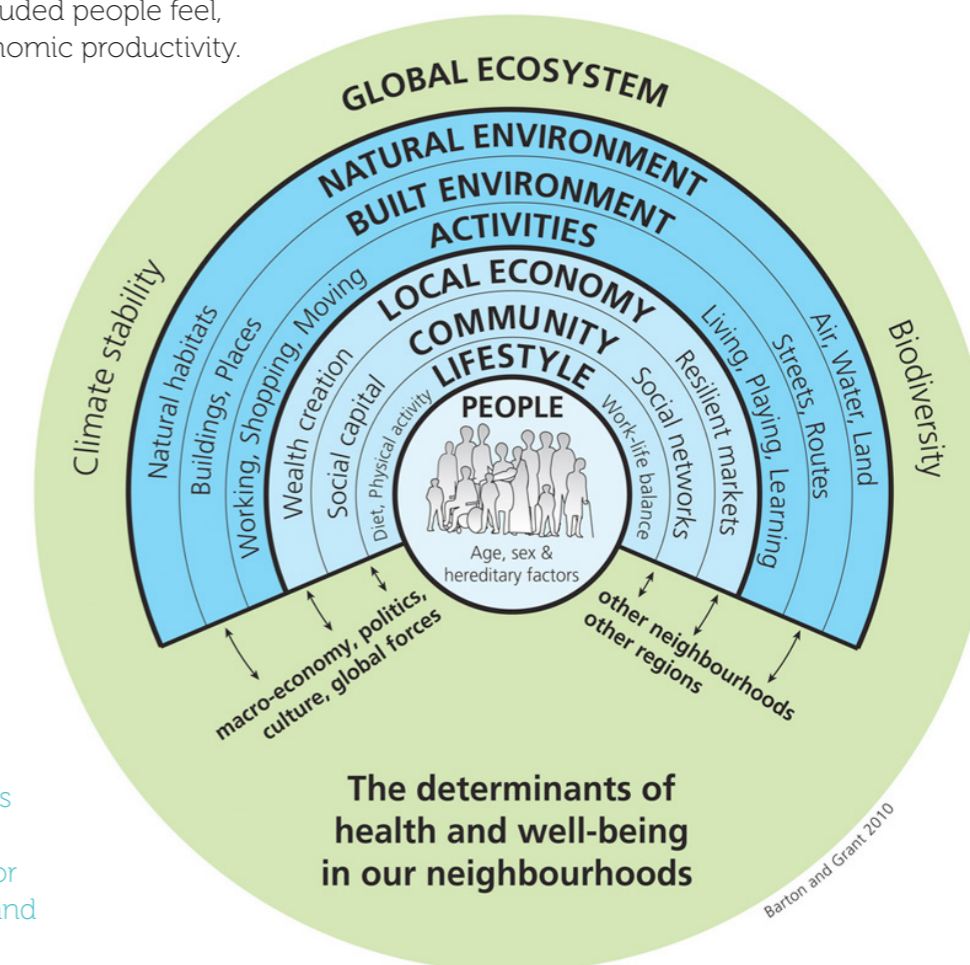 uded people feel,
nomic productivity.
GLOBAL ECOSYSTEM
NATURAL ENVIRONMENT
BUILT ENVIRONMENT
ACTIVITIES
LOCAL ECONOMY
COMMUNITY
LIFESTYLE
PEOPLE
Age, sex &
hereditary factors
Climate stability
Natural habitats
Buildings, Places
Working, Shopping, Moving
Wealth creation
Social capital
Diet, Physical activity
Work-life balance
Social networks
Resilient markets
Living, Playing, Learning
Streets, Routes
Air, Water, Land
Biodiversity
macro-economy, politics,
culture, global forces
other neighbourhoods
other regions
The determinants of
health and well-being
in our neighbourhoods
Barton and Grant 2010
s
or
and